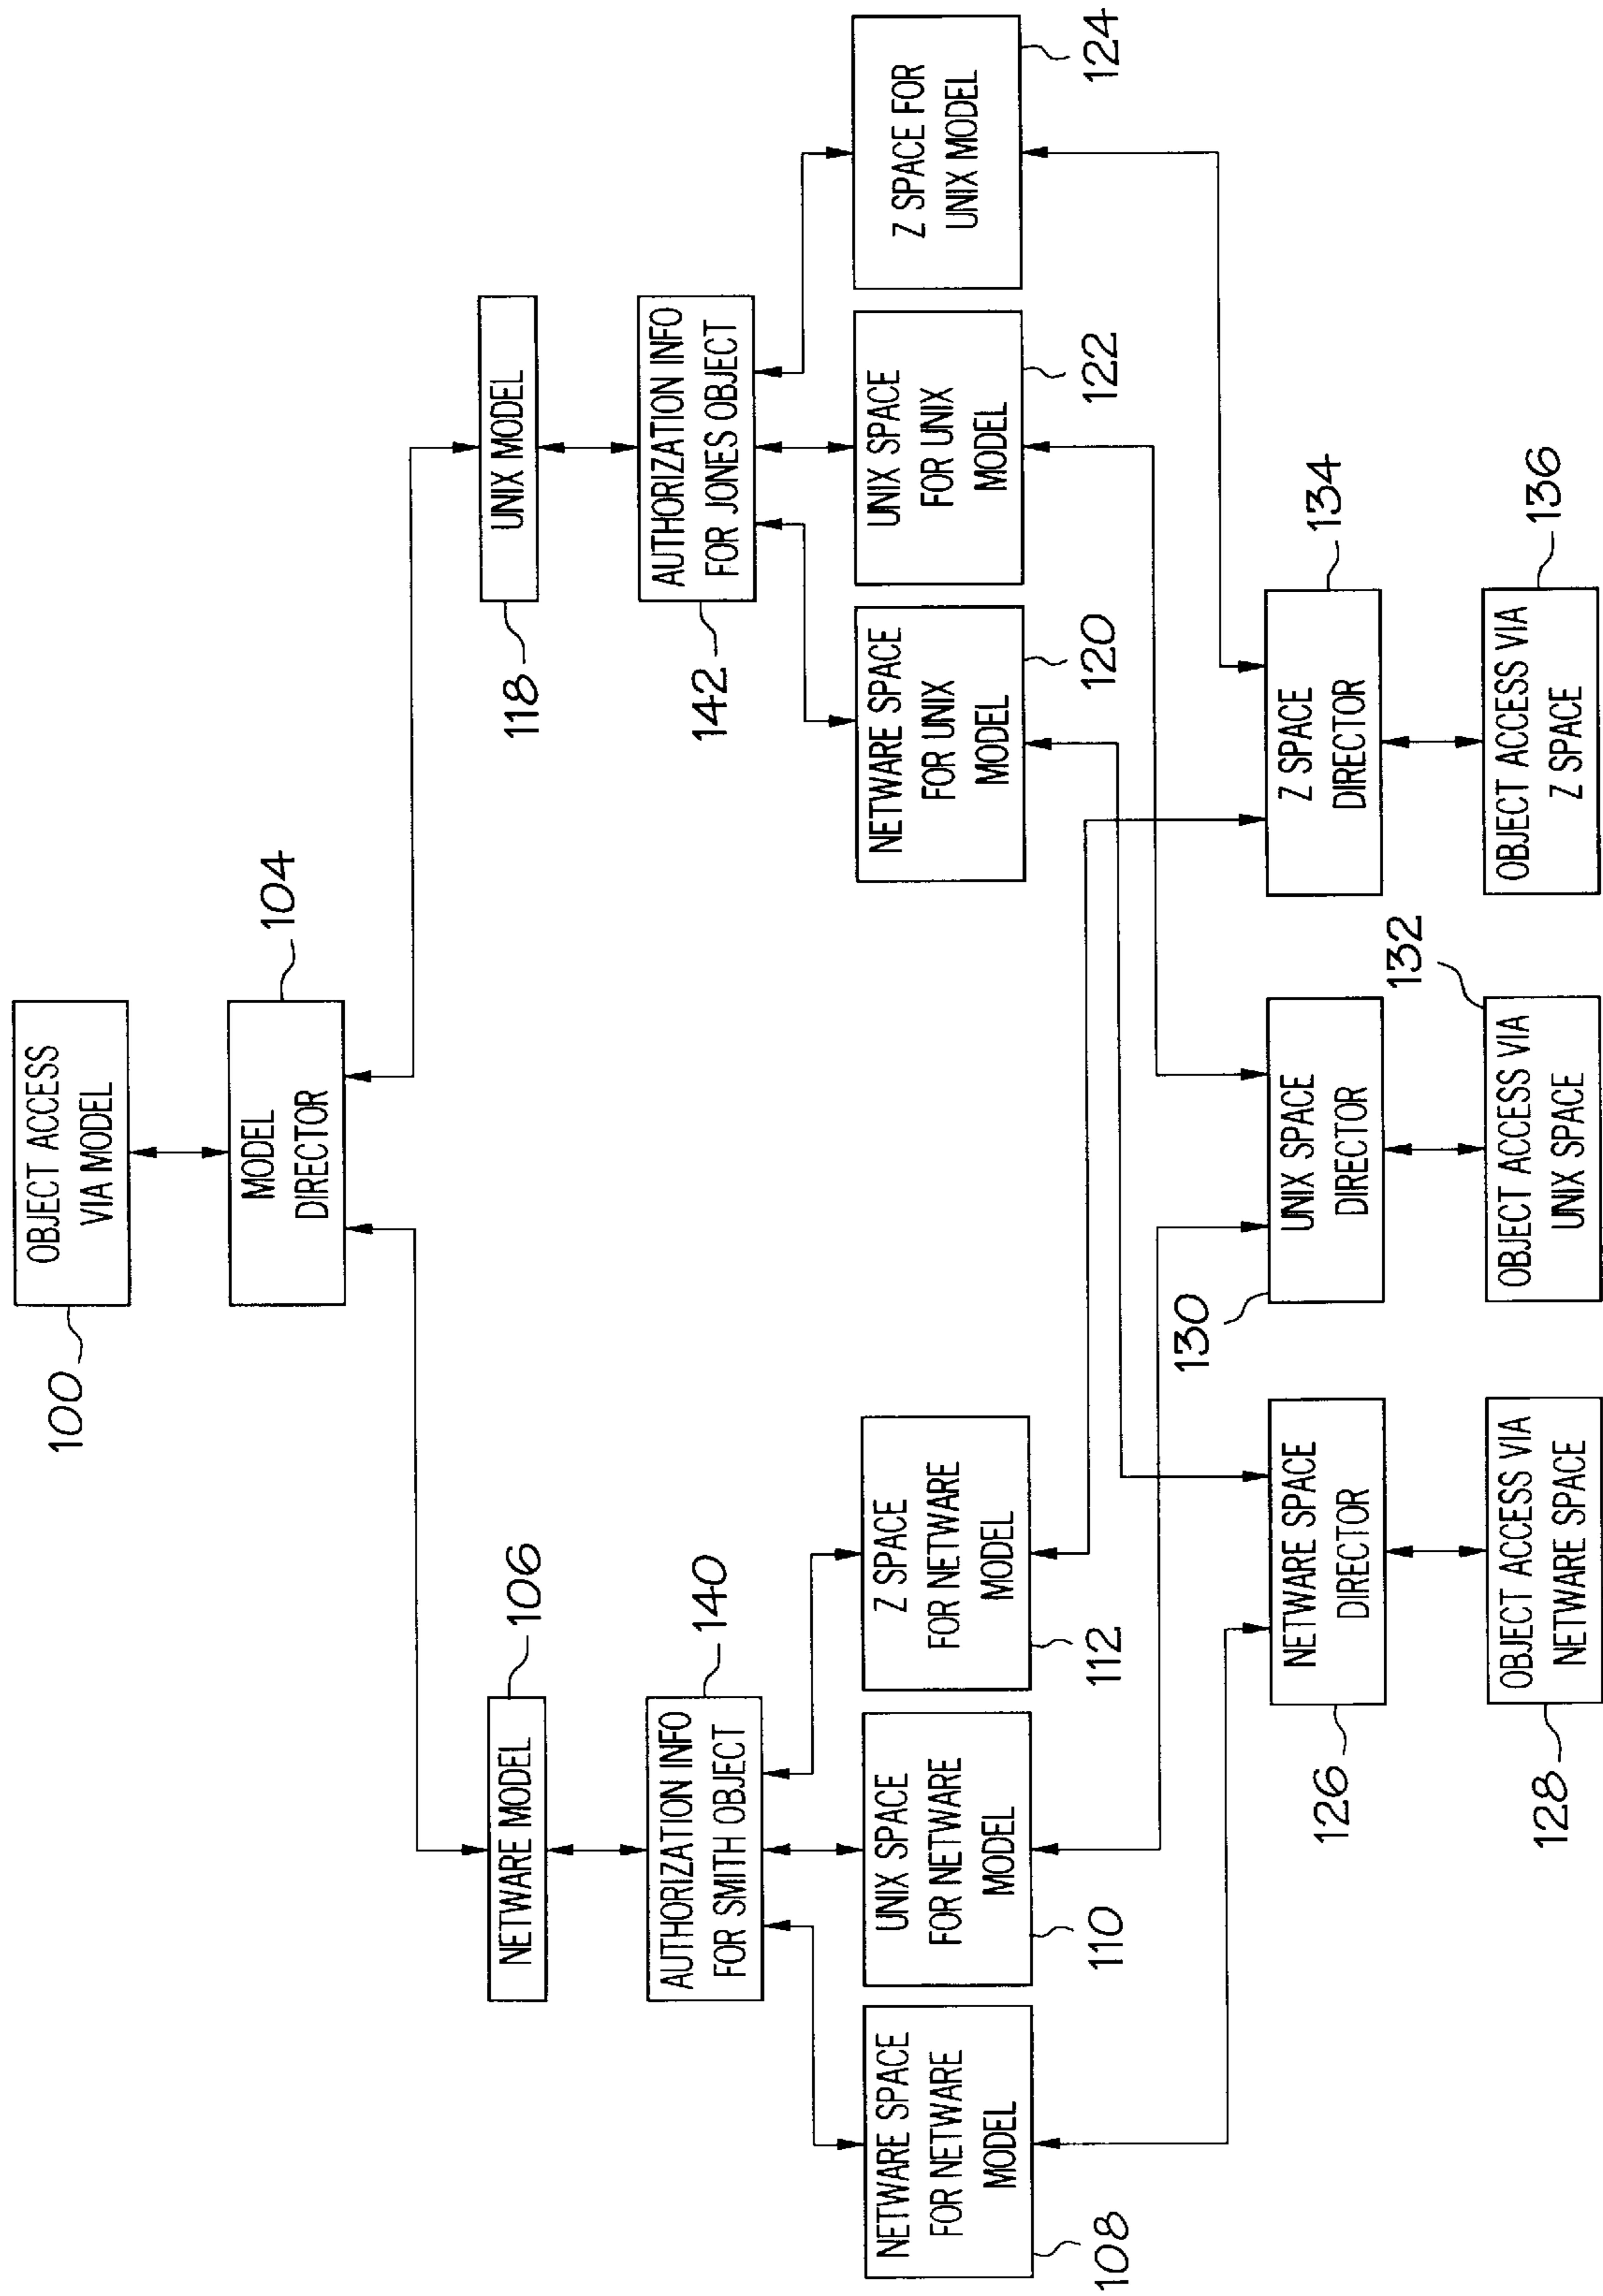 OBJECT ACCESS
VIA MODEL
100
MODEL
DIRECTOR
104
NETWARE MODEL
106
UNIX MODEL
118
AUTHORIZATION INFO
FOR SMITH OBJECT
140
AUTHORIZATION INFO
FOR JONES OBJECT
142
NETWARE SPACE
FOR NETWARE
MODEL
108
UNIX SPACE
FOR NETWARE
MODEL
110
Z SPACE
FOR NETWARE
MODEL
112
NETWARE SPACE
FOR UNIX
MODEL
120
UNIX SPACE
FOR UNIX
MODEL
122
Z SPACE FOR
UNIX MODEL
124
NETWARE SPACE
DIRECTOR
126
UNIX SPACE
DIRECTOR
130
Z SPACE
DIRECTOR
134
OBJECT ACCESS VIA
NETWARE SPACE
128
OBJECT ACCESS VIA
UNIX SPACE
132
OBJECT ACCESS VIA
Z SPACE
136